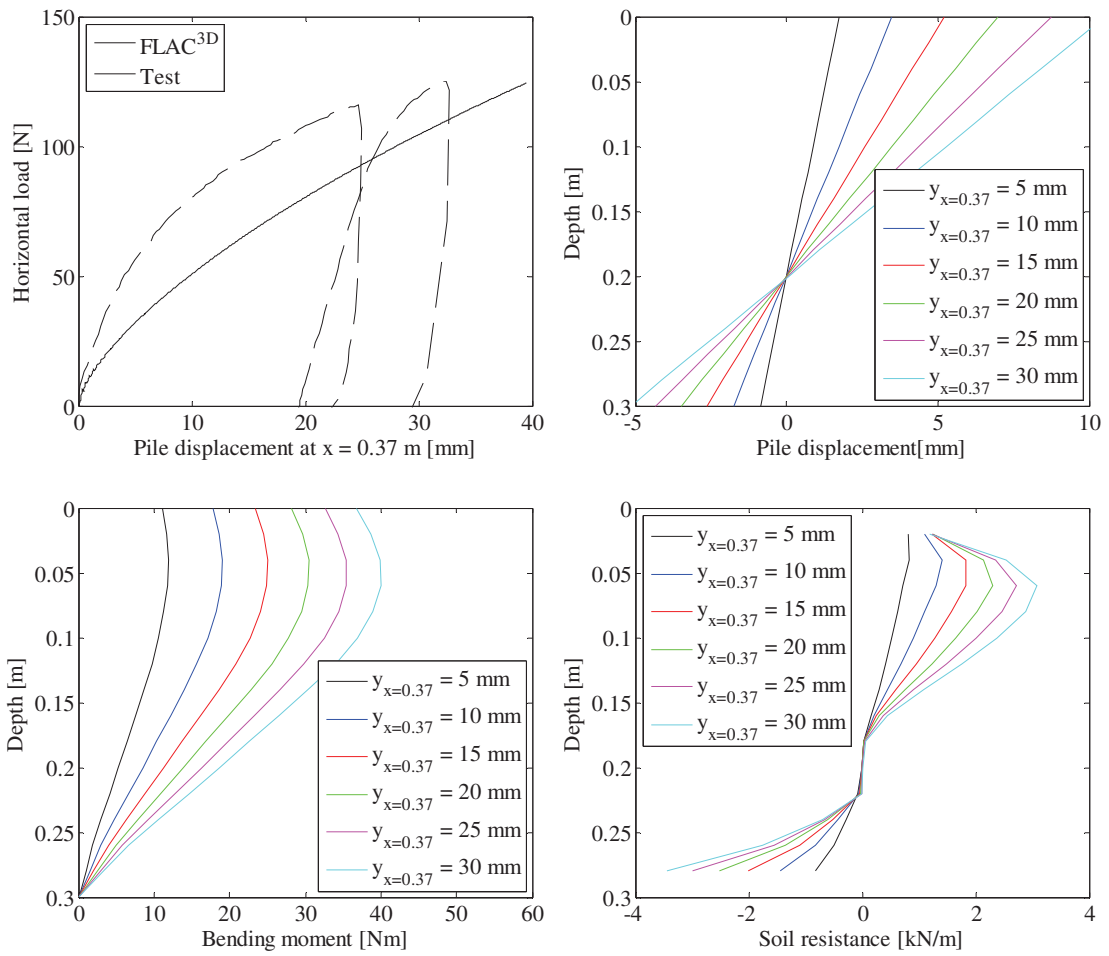 150
100
50
0
Horizontal load [N]
FLAC3D
Test
0 10 20 30 40
Pile displacement at x = 0.37 m [mm]
0
0.05
0.1
0.15
0.2
0.25
0.3
Depth [m]
yx=0.37 = 5 mm
yx=0.37 = 10 mm
yx=0.37 = 15 mm
yx=0.37 = 20 mm
yx=0.37 = 25 mm
yx=0.37 = 30 mm
-5 0 5 10
Pile displacement[mm]
0
0.05
0.1
0.15
0.2
0.25
0.3
Depth [m]
yx=0.37 = 5 mm
yx=0.37 = 10 mm
yx=0.37 = 15 mm
yx=0.37 = 20 mm
yx=0.37 = 25 mm
yx=0.37 = 30 mm
0 10 20 30 40 50 60
Bending moment [Nm]
0
0.05
0.1
0.15
0.2
0.25
0.3
Depth [m]
yx=0.37 = 5 mm
yx=0.37 = 10 mm
yx=0.37 = 15 mm
yx=0.37 = 20 mm
yx=0.37 = 25 mm
yx=0.37 = 30 mm
-4 -2 0 2 4
Soil resistance [kN/m]